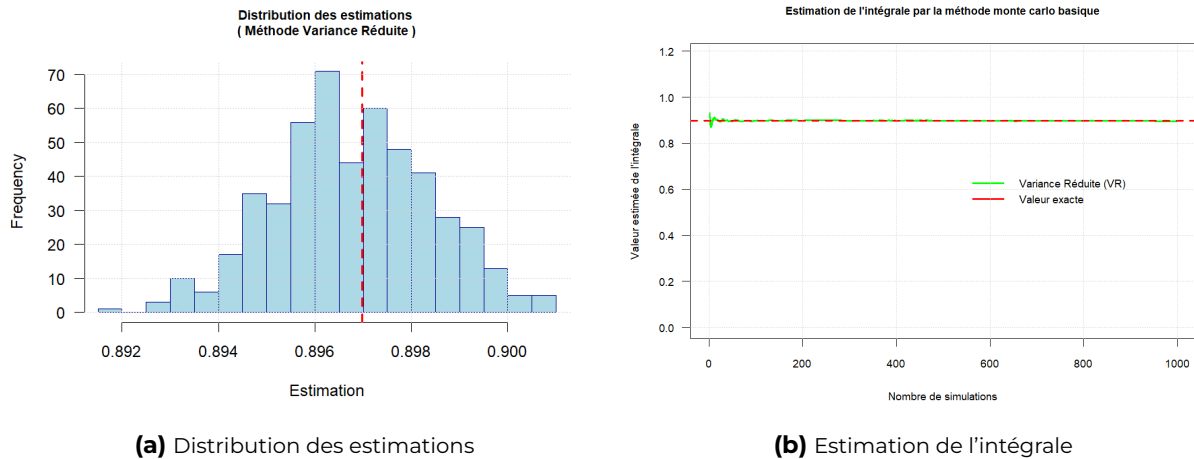 Distribution des estimations
( Méthode Variance Réduite )
Frequency
70
60
50
40
30
20
10
0
0.892 0.894 0.896 0.898 0.900
Estimation
(a) Distribution des estimations
Estimation de l'intégrale par la méthode monte carlo basique
Valeur estimée de l'intégrale
1.2
1.0
0.8
0.6
0.4
0.2
0.0
Variance Réduite (VR)
Valeur exacte
0 200 400 600 800 1000
Nombre de simulations
(b) Estimation de l'intégrale